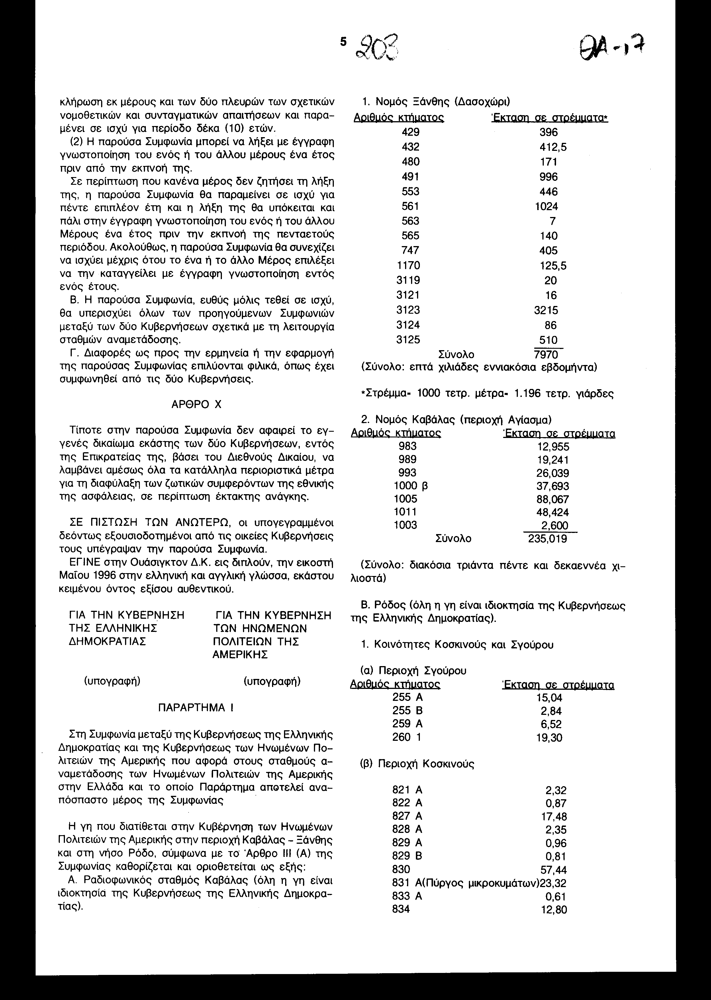 5 203 ΘΑ-17
κλήρωση εκ μέρους και των δύο πλευρών των σχετικών
νομοθετικών και συνταγματικών απαιτήσεων και παρα-
μένει σε ισχύ για περίοδο δέκα (10) ετών.
(2) Η παρούσα Συμφωνία μπορεί να λήξει με έγγραφη
γνωστοποίηση του ενός ή του άλλου μέρους ένα έτος
πριν από την εκπνοή της.
Σε περίπτωση που κανένα μέρος δεν ζητήσει τη λήξη
της, η παρούσα Συμφωνία θα παραμείνει σε ισχύ για
πέντε επιπλέον έτη και η λήξη της θα υπόκειται και
πάλι στην έγγραφη γνωστοποίηση του ενός ή του άλλου
Μέρους ένα έτος πριν την εκπνοή της πενταετούς
περιόδου. Ακολούθως, η παρούσα Συμφωνία θα συνεχίζει
να ισχύει μέχρις ότου το ένα ή το άλλο Μέρος επιλέξει
να την καταγγείλει με έγγραφη γνωστοποίηση εντός
ενός έτους.
Β. Η παρούσα Συμφωνία, ευθύς μόλις τεθεί σε ισχύ,
θα υπερισχύει όλων των προηγούμενων Συμφωνιών
μεταξύ των δύο Κυβερνήσεων σχετικά με τη λειτουργία
σταθμών αναμετάδοσης.
Γ. Διαφορές ως προς την ερμηνεία ή την εφαρμογή
της παρούσας Συμφωνίας επιλύονται φιλικά, όπως έχει
συμφωνηθεί από τις δύο Κυβερνήσεις.
ΑΡΘΡΟ Χ
Τίποτε στην παρούσα Συμφωνία δεν αφαιρεί το εγ-
γενές δικαίωμα εκάστης των δύο Κυβερνήσεων, εντός
της Επικρατείας της, βάσει του Διεθνούς Δικαίου, να
λαμβάνει αμέσως όλα τα κατάλληλα περιοριστικά μέτρα
για τη διαφύλαξη των ζωτικών συμφερόντων της εθνικής
της ασφάλειας, σε περίπτωση έκτακτης ανάγκης.
ΣΕ ΠΙΣΤΩΣΗ ΤΩΝ ΑΝΩΤΕΡΩ, οι υπογεγραμμένοι
δεόντως εξουσιοδοτημένοι από τις οικείες Κυβερνήσεις
τους υπέγραψαν την παρούσα Συμφωνία.
ΕΓΙΝΕ στην Ουάσιγκτον Δ.Κ. εις διπλούν, την εικοστή
Μαΐου 1996 στην ελληνική και αγγλική γλώσσα, εκάστου
κειμένου όντος εξίσου αυθεντικού.
ΓΙΑ ΤΗΝ ΚΥΒΕΡΝΗΣΗ ΓΙΑ ΤΗΝ ΚΥΒΕΡΝΗΣΗ
ΤΗΣ ΕΛΛΗΝΙΚΗΣ ΤΩΝ ΗΝΩΜΕΝΩΝ
ΔΗΜΟΚΡΑΤΙΑΣ ΠΟΛΙΤΕΙΩΝ ΤΗΣ
ΑΜΕΡΙΚΗΣ
(υπογραφή) (υπογραφή)
ΠΑΡΑΡΤΗΜΑ Ι
Στη Συμφωνία μεταξύ της Κυβερνήσεως της Ελληνικής
Δημοκρατίας και της Κυβερνήσεως των Ηνωμένων Πο-
λιτειών της Αμερικής που αφορά στους σταθμούς α-
ναμετάδοσης των Ηνωμένων Πολιτειών της Αμερικής
στην Ελλάδα και το οποίο Παράρτημα αποτελεί ανα-
πόσπαστο μέρος της Συμφωνίας
Η γη που διατίθεται στην Κυβέρνηση των Ηνωμένων
Πολιτειών της Αμερικής στην περιοχή Καβάλας - Ξάνθης
και στη νήσο Ρόδο, σύμφωνα με το 'Αρθρο ΙΙΙ (Α) της
Συμφωνίας καθορίζεται και οριοθετείται ως εξής:
Α. Ραδιοφωνικός σταθμός Καβάλας (όλη η γη είναι
ιδιοκτησία της Κυβερνήσεως της Ελληνικής Δημοκρα-
τίας).
1. Νομός Ξάνθης (Δασοχώρι)
Αριθμός κτήματος 'Εκταση σε στρέμματα*
429 396
432 412,5
480 171
491 996
553 446
561 1024
563 7
565 140
747 405
1170 125,5
3119 20
3121 16
3123 3215
3124 86
3125 510
Σύνολο 7970
(Σύνολο: επτά χιλιάδες εννιακόσια εβδομήντα)
*Στρέμμα= 1000 τετρ. μέτρα= 1.196 τετρ. γιάρδες
2. Νομός Καβάλας (περιοχή Αγίασμα)
Αριθμός κτήματος 'Εκταση σε στρέμματα
983 12,955
989 19,241
993 26,039
1000 β 37,693
1005 88,067
1011 48,424
1003 2,600
Σύνολο 235,019
(Σύνολο: διακόσια τριάντα πέντε και δεκαεννέα χι-
λιοστά)
Β. Ρόδος (όλη η γη είναι ιδιοκτησία της Κυβερνήσεως
της Ελληνικής Δημοκρατίας).
1. Κοινότητες Κοσκινούς και Σγούρου
(α) Περιοχή Σγούρου
Αριθμός κτήματος 'Εκταση σε στρέμματα
255 Α 15,04
255 Β 2,84
259 Α 6,52
260 1 19,30
(β) Περιοχή Κοσκινούς
821 Α 2,32
822 Α 0,87
827 Α 17,48
828 Α 2,35
829 Α 0,96
829 Β 0,81
830 57,44
831 Α(Πύργος μικροκυμάτων)23,32
833 Α 0,61
834 12,80